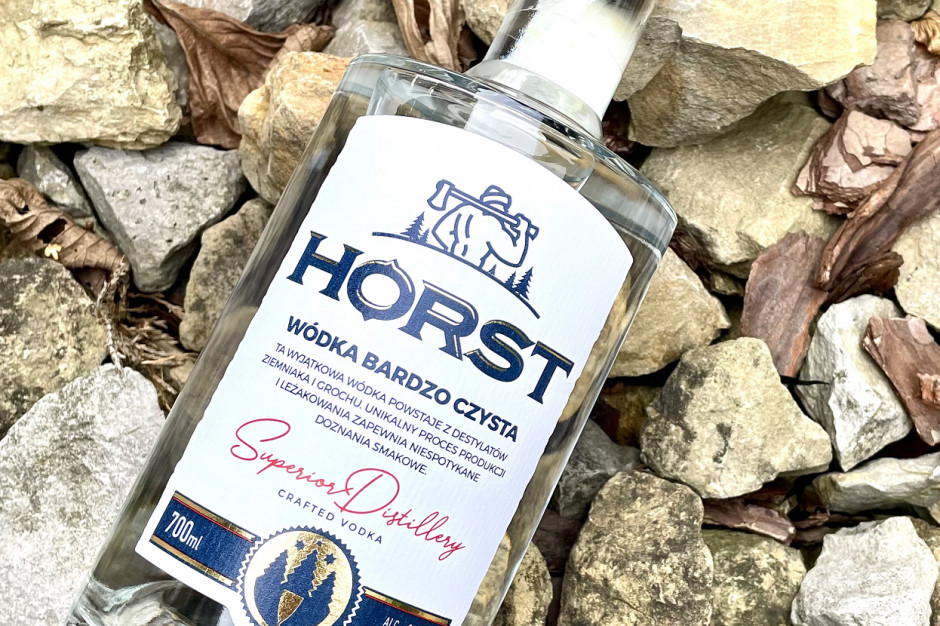 HORST
WÓDKA BARDZO CZYSTA
TA WYJĄTKOWA WÓDKA POWSTAJE Z DESTYLATÓW
ZIEMNIAKA I GROCHU. UNIKALNY PROCES PRODUKCJI
I LEŻAKOWANIA ZAPEWNIA NIESPOTYKANE
DOZNANIA SMAKOWE.
Superior Distillery
CRAFTED VODKA
700ml